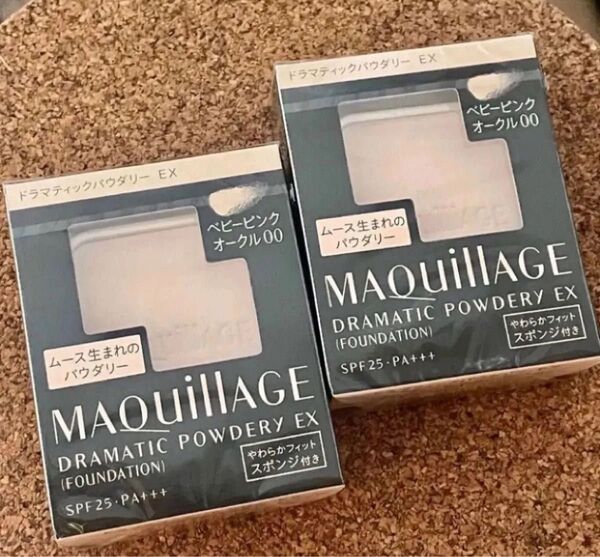 ドラマティックパウダリー EX
ベビーピンク
オークル00
ムース生まれの
パウダリー
MAQuillAGE
DRAMATIC POWDERY EX
(FOUNDATION)
SPF25・PA+++
やわらかフィット
スポンジ付き
ドラマティックパウダリー EX
ベビーピンク
オークル00
ムース生まれの
パウダリー
MAQuillAGE
DRAMATIC POWDERY EX
(FOUNDATION)
SPF25・PA+++
やわらかフィット
スポンジ付き